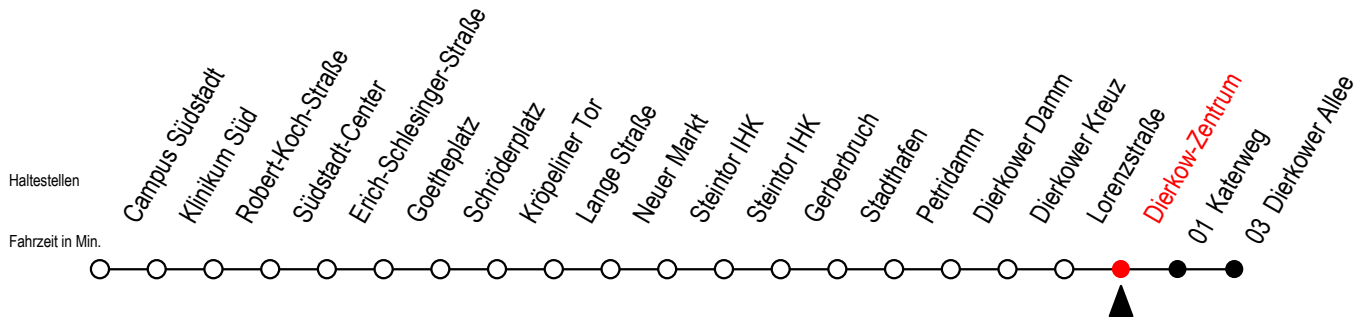 Haltestellen
Fahrzeit in Min.
Campus Südstadt
Klinikum Süd
Robert-Koch-Straße
Südstadt-Center
Erich-Schlesinger-Straße
Goetheplatz
Schröderplatz
Kröpeliner Tor
Lange Straße
Neuer Markt
Steintor IHK
Steintor IHK
Gerberbruch
Stadthafen
Petridamm
Dierkower Damm
Dierkower Kreuz
Lorenzstraße
Dierkow-Zentrum
01 Katerweg
03 Dierkower Allee